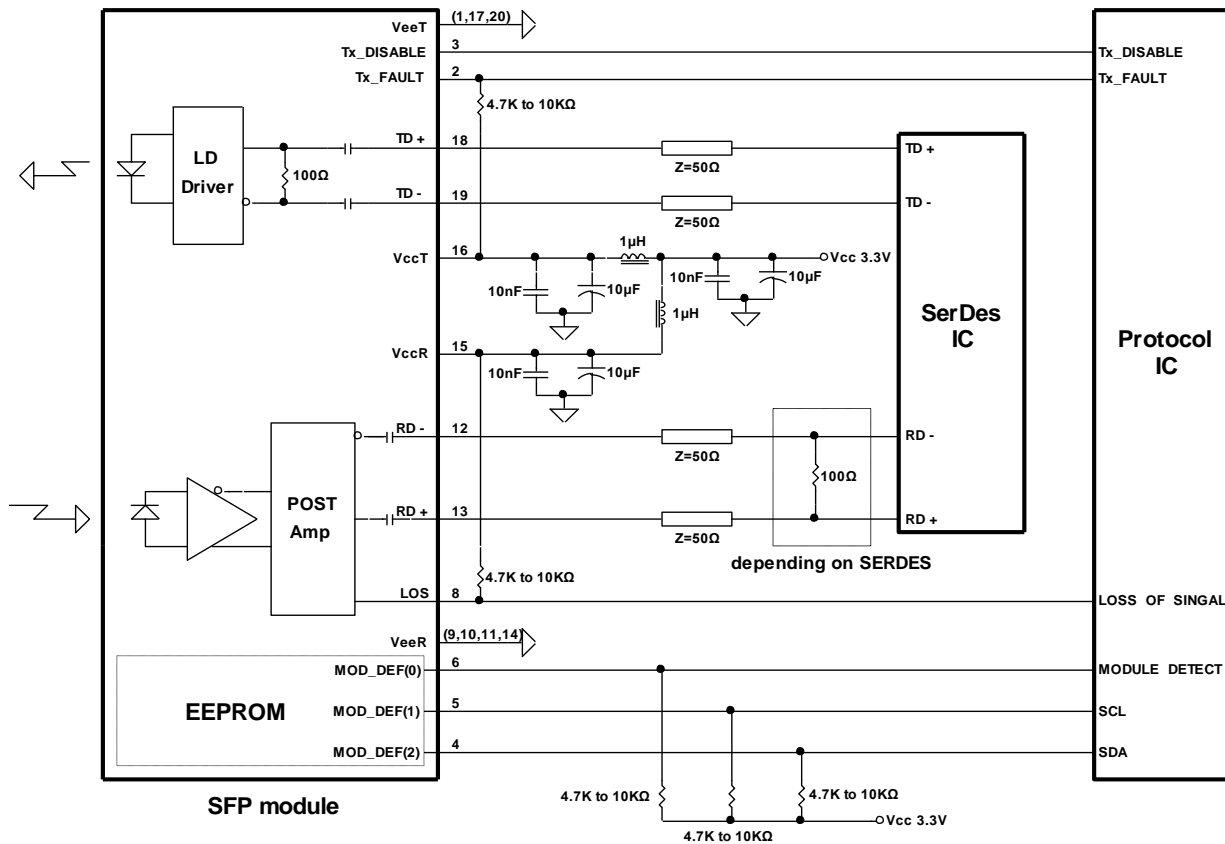 VeeT
(1,17,20)
Tx_DISABLE
3
Tx_DISABLE
Tx_FAULT
2
Tx_FAULT
4.7K to 10KΩ
LD
Driver
100Ω
TD +
18
Z=50Ω
TD +
TD -
19
Z=50Ω
TD -
VccT
16
1µH
Vcc 3.3V
10nF
10µF
10nF
10µF
1µH
SerDes
IC
Protocol
IC
VccR
15
10nF
10µF
RD -
12
Z=50Ω
RD -
100Ω
POST
Amp
RD +
13
Z=50Ω
RD +
depending on SERDES
4.7K to 10KΩ
LOS
8
LOSS OF SINGAL
VeeR
(9,10,11,14)
EEPROM
MOD_DEF(0)
6
MODULE DETECT
MOD_DEF(1)
5
SCL
MOD_DEF(2)
4
SDA
4.7K to 10KΩ
4.7K to 10KΩ
4.7K to 10KΩ
Vcc 3.3V
SFP module